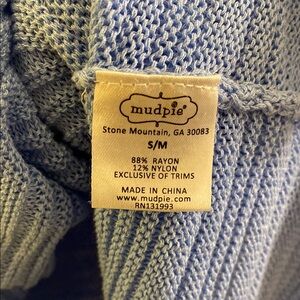 mudpie®
Stone Mountain, GA 30083
S/M
88% RAYON
12% NYLON
EXCLUSIVE OF TRIMS
MADE IN CHINA
www.mudpie.com
RN131993